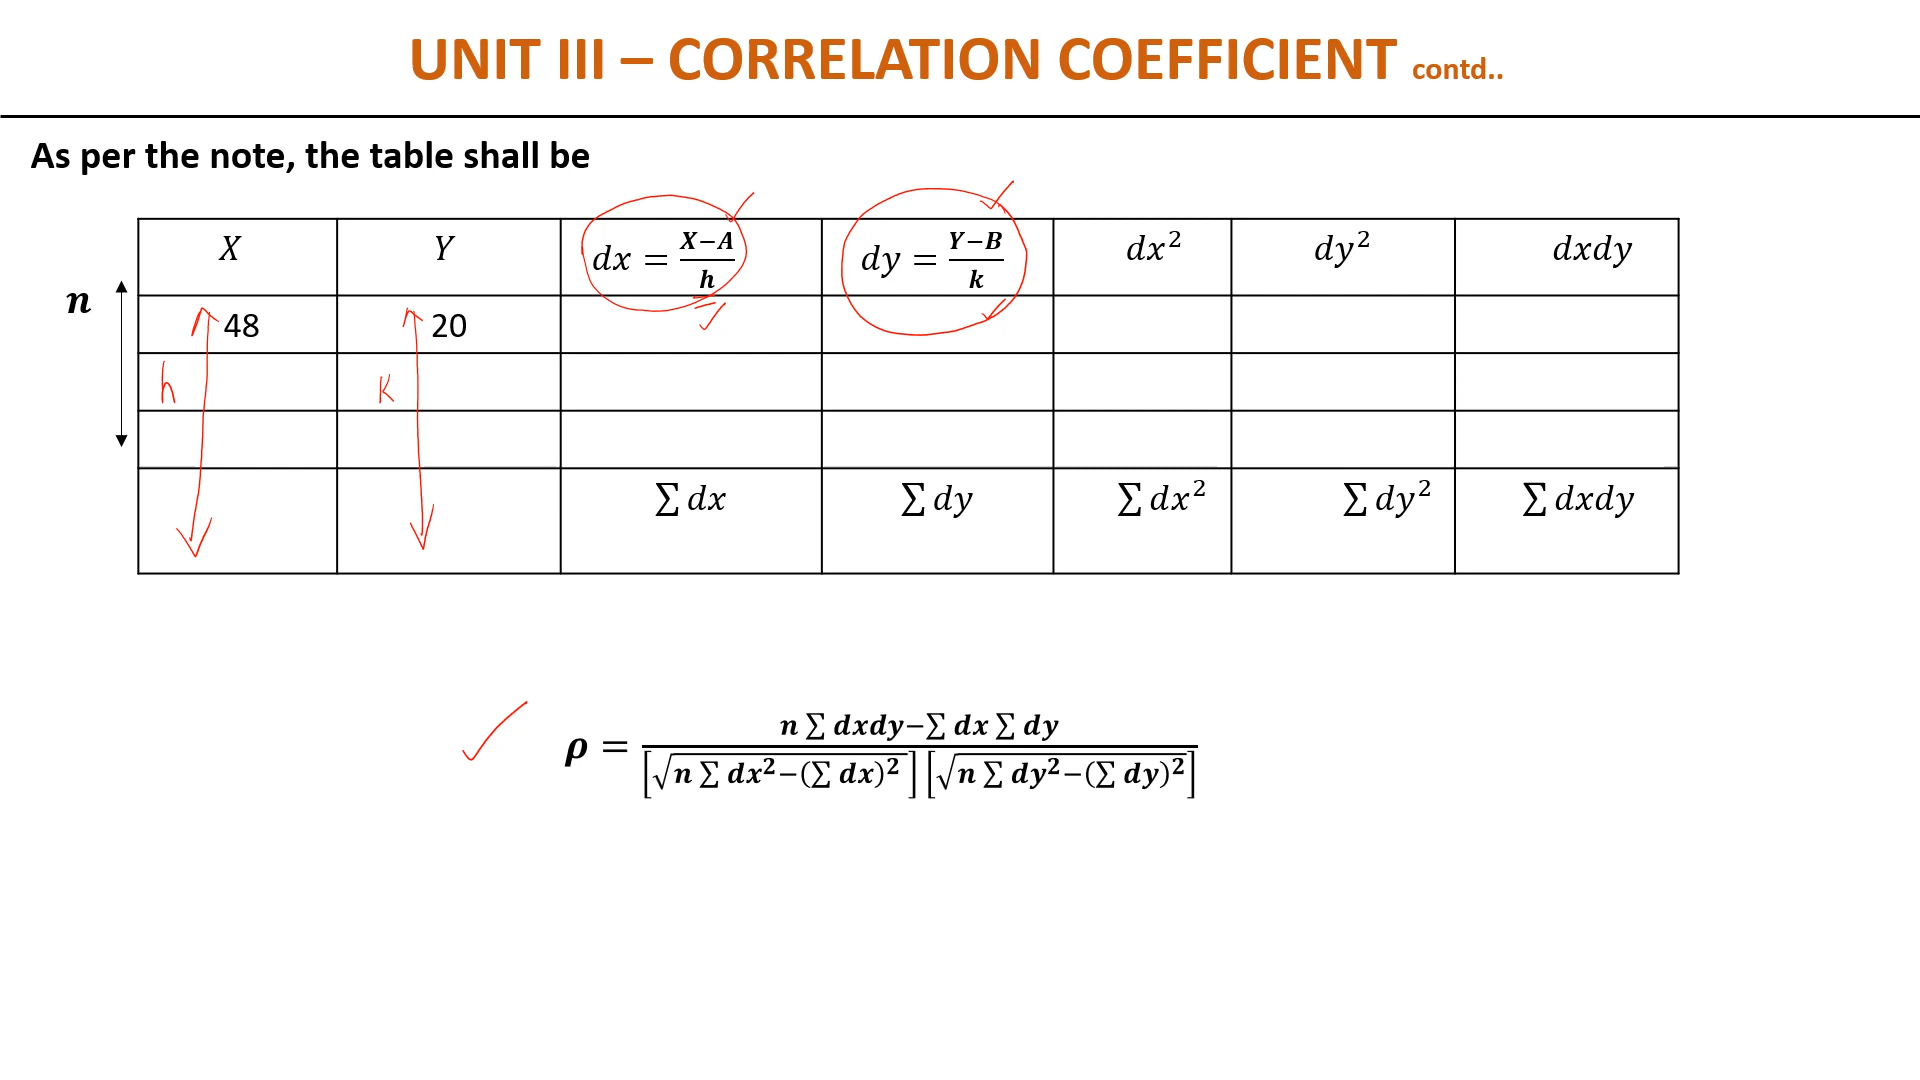 UNIT III – CORRELATION COEFFICIENT contd..
As per the note, the table shall be
X Y dx = X−A/h dy = Y−B/k dx² dy² dxdy
n
48 20
h K
∑ dx ∑ dy ∑ dx² ∑ dy² ∑ dxdy
ρ = n ∑ dxdy−∑ dx ∑ dy / [√n ∑ dx²−(∑ dx)²] [√n ∑ dy²−(∑ dy)²]